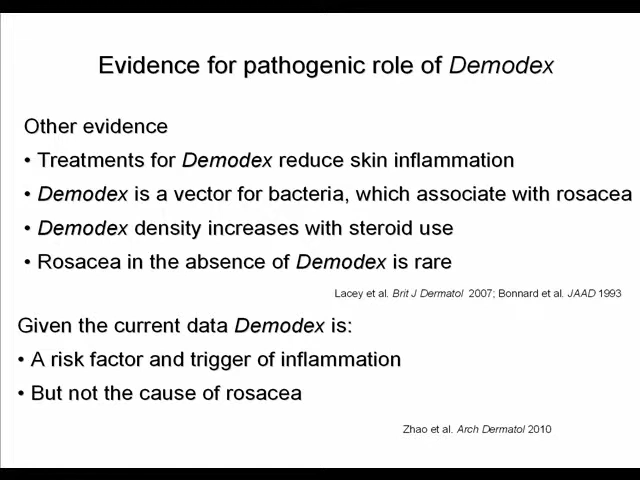 Evidence for pathogenic role of Demodex
Other evidence
• Treatments for Demodex reduce skin inflammation
• Demodex is a vector for bacteria, which associate with rosacea
• Demodex density increases with steroid use
• Rosacea in the absence of Demodex is rare
Lacey et al. Brit J Dermatol 2007; Bonnard et al. JAAD 1993
Given the current data Demodex is:
• A risk factor and trigger of inflammation
• But not the cause of rosacea
Zhao et al. Arch Dermatol 2010